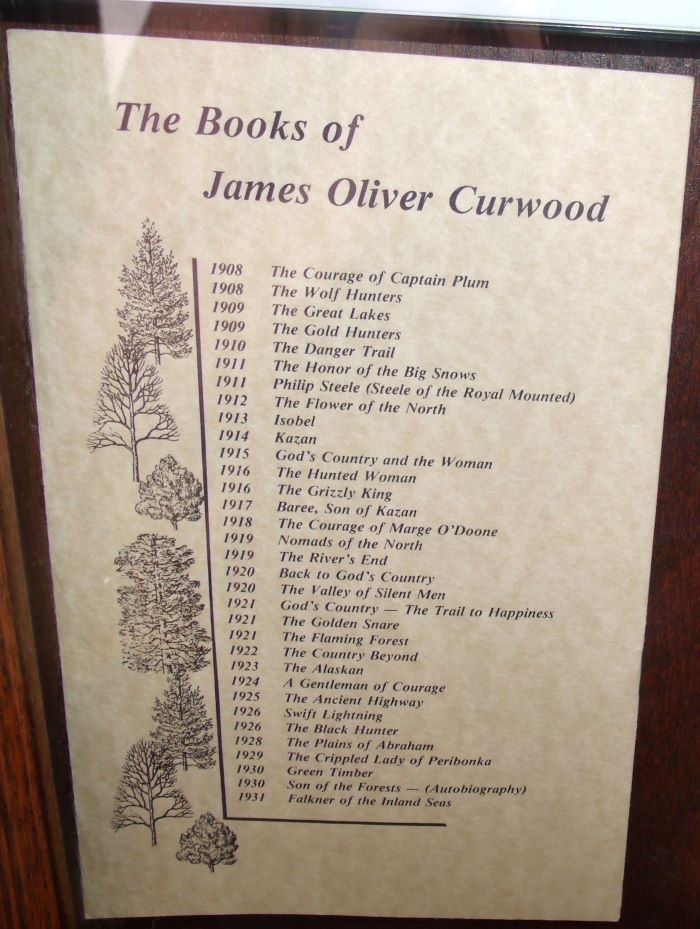 The Books of
James Oliver Curwood
1908 The Courage of Captain Plum
1908 The Wolf Hunters
1909 The Great Lakes
1909 The Gold Hunters
1910 The Danger Trail
1911 The Honor of the Big Snows
1911 Philip Steele (Steele of the Royal Mounted)
1912 The Flower of the North
1913 Isobel
1914 Kazan
1915 God's Country and the Woman
1916 The Hunted Woman
1916 The Grizzly King
1917 Baree, Son of Kazan
1918 The Courage of Marge O'Doone
1919 Nomads of the North
1919 The River's End
1920 Back to God's Country
1920 The Valley of Silent Men
1921 God's Country — The Trail to Happiness
1921 The Golden Snare
1921 The Flaming Forest
1922 The Country Beyond
1923 The Alaskan
1924 A Gentleman of Courage
1925 The Ancient Highway
1926 Swift Lightning
1926 The Black Hunter
1928 The Plains of Abraham
1929 The Crippled Lady of Peribonka
1930 Green Timber
1930 Son of the Forests — (Autobiography)
1931 Falkner of the Inland Seas